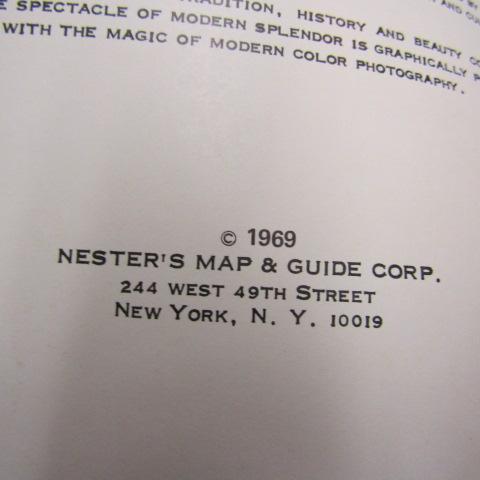 TRADITION, HISTORY AND BEAUTY
SPECTACLE OF MODERN SPLENDOR IS GRAPHICALLY
WITH THE MAGIC OF MODERN COLOR PHOTOGRAPHY.
© 1969
NESTER'S MAP & GUIDE CORP.
244 WEST 49TH STREET
NEW YORK, N. Y. 10019